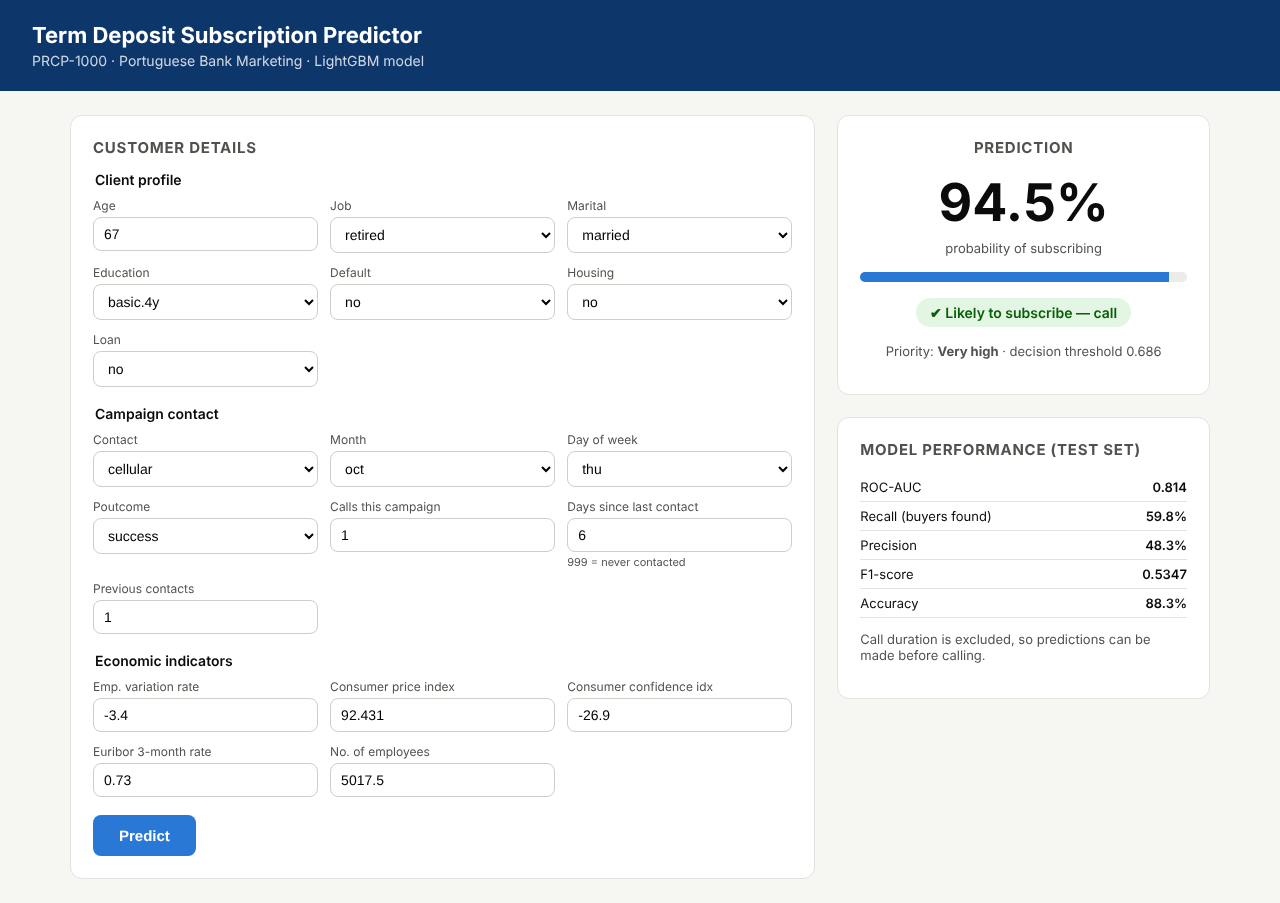 Term Deposit Subscription Predictor
PRCP-1000 · Portuguese Bank Marketing · LightGBM model
CUSTOMER DETAILS
Client profile
Age Job Marital
67 retired married
Education Default Housing
basic.4y no no
Loan
no
Campaign contact
Contact Month Day of week
cellular oct thu
Poutcome Calls this campaign Days since last contact
success 1 6
999 = never contacted
Previous contacts
1
Economic indicators
Emp. variation rate Consumer price index Consumer confidence idx
-3.4 92.431 -26.9
Euribor 3-month rate No. of employees
0.73 5017.5
Predict
PREDICTION
94.5%
probability of subscribing
✔ Likely to subscribe — call
Priority: Very high · decision threshold 0.686
MODEL PERFORMANCE (TEST SET)
ROC-AUC 0.814
Recall (buyers found) 59.8%
Precision 48.3%
F1-score 0.5347
Accuracy 88.3%
Call duration is excluded, so predictions can be
made before calling.